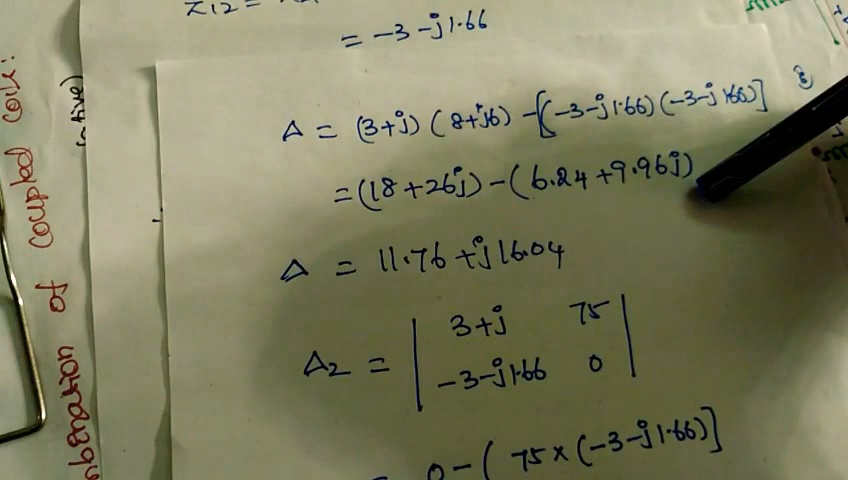 = -3 -j1.66
Δ = (3+j) (8+j6) -[(-3-j1.66)(-3-j1.66)]
=(18+26j)-(6.24+9.96j)
Δ = 11.76 +j16.04
Δ2 = | 3+j 75 |
| -3-j1.66 0 |
= 0-( 75×(-3-j1.66)]
of coupled coils: